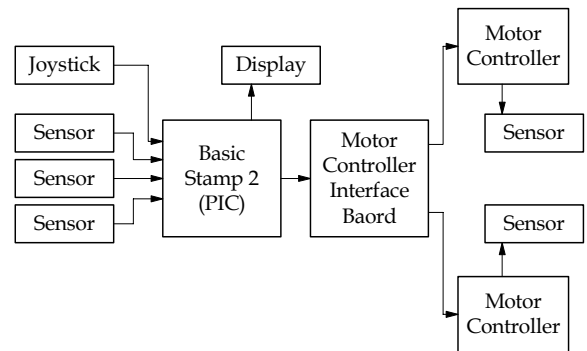 Joystick
Sensor
Sensor
Sensor
Display
Basic
Stamp 2
(PIC)
Motor
Controller
Interface
Baord
Motor
Controller
Sensor
Sensor
Motor
Controller